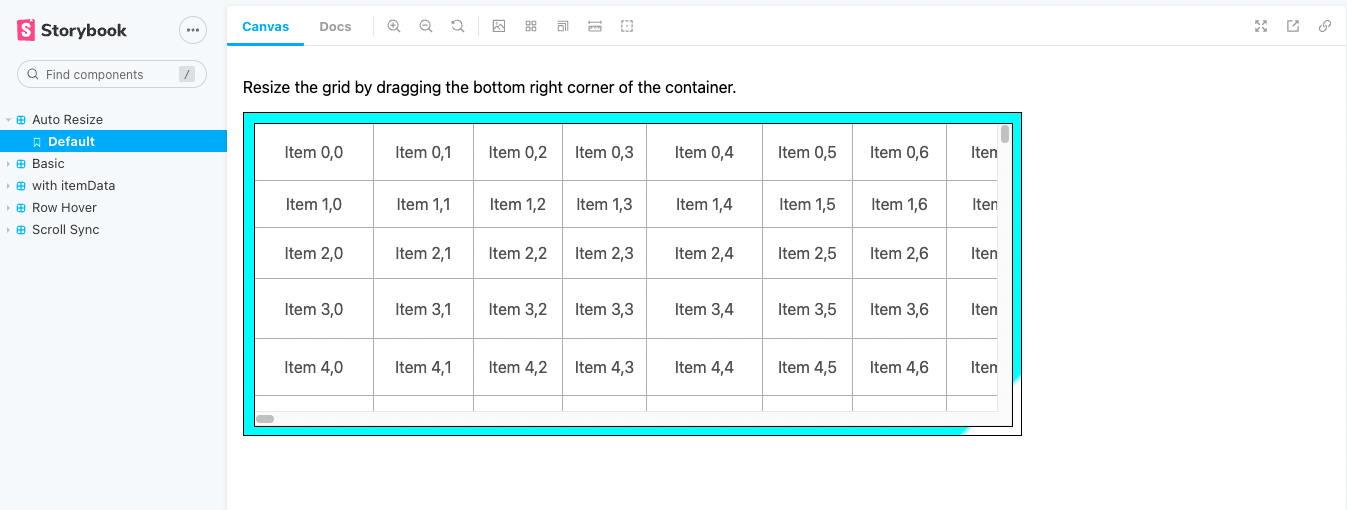 Storybook
Find components /
Auto Resize
Default
Basic
with itemData
Row Hover
Scroll Sync
Canvas Docs
Resize the grid by dragging the bottom right corner of the container.
Item 0,0 Item 0,1 Item 0,2 Item 0,3 Item 0,4 Item 0,5 Item 0,6 Item
Item 1,0 Item 1,1 Item 1,2 Item 1,3 Item 1,4 Item 1,5 Item 1,6 Item
Item 2,0 Item 2,1 Item 2,2 Item 2,3 Item 2,4 Item 2,5 Item 2,6 Item
Item 3,0 Item 3,1 Item 3,2 Item 3,3 Item 3,4 Item 3,5 Item 3,6 Item
Item 4,0 Item 4,1 Item 4,2 Item 4,3 Item 4,4 Item 4,5 Item 4,6 Item